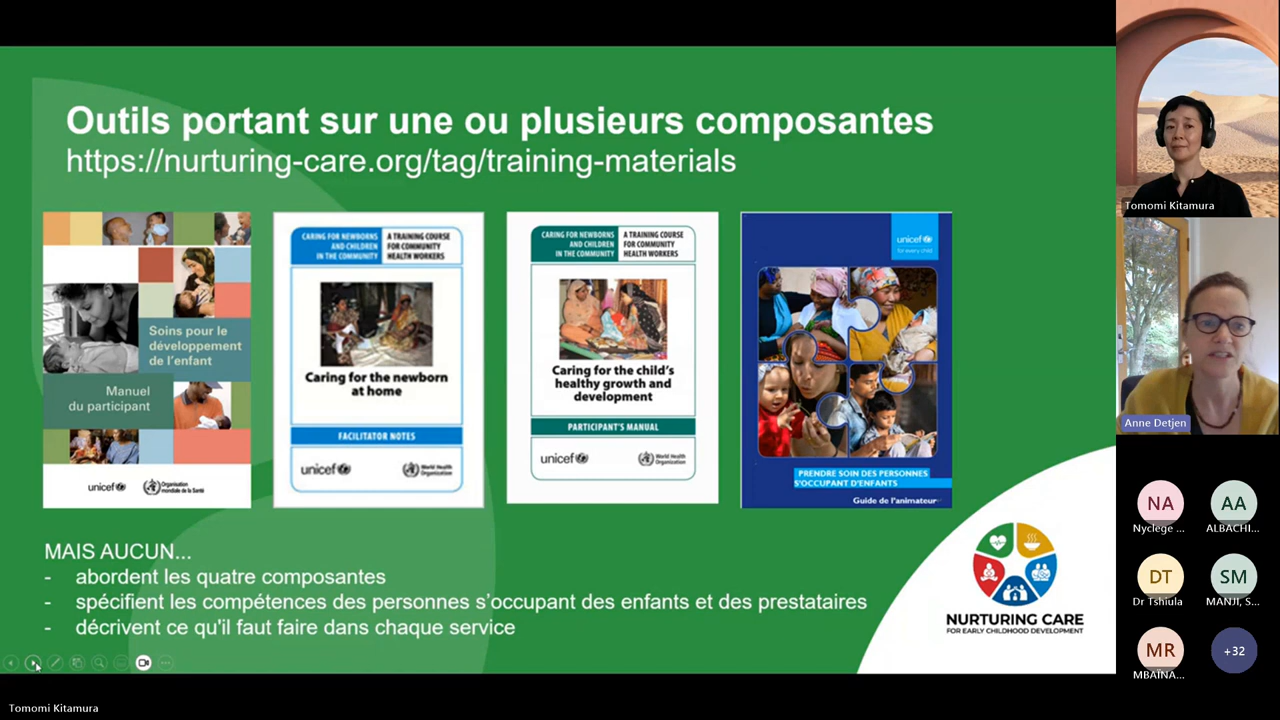 Outils portant sur une ou plusieurs composantes
https://nurturing-care.org/tag/training-materials
Soins pour le
développement
de l'enfant
Manuel
du participant
unicef
Organisation
mondiale de la Santé
CARING FOR NEWBORNS
AND CHILDREN
IN THE COMMUNITY
A TRAINING COURSE
FOR COMMUNITY
HEALTH WORKERS
Caring for the newborn
at home
FACILITATOR NOTES
unicef
World Health
Organization
CARING FOR NEWBORNS
AND CHILDREN
IN THE COMMUNITY
A TRAINING COURSE
FOR COMMUNITY
HEALTH WORKERS
Caring for the child's
healthy growth and
development
PARTICIPANT'S MANUAL
unicef
World Health
Organization
unicef
for every child
PRENDRE SOIN DES PERSONNES
S'OCCUPANT D'ENFANTS
Guide de l'animateur
MAIS AUCUN...
- abordent les quatre composantes
- spécifient les compétences des personnes s'occupant des enfants et des prestataires
- décrivent ce qu'il faut faire dans chaque service
NURTURING CARE
FOR EARLY CHILDHOOD DEVELOPMENT
Tomomi Kitamura
Anne Detjen
NA
Nyclege ...
AA
ALBACHI...
DT
Dr Tshiula
SM
MANJI, S...
MR
MBAÏNA...
+32
Tomomi Kitamura